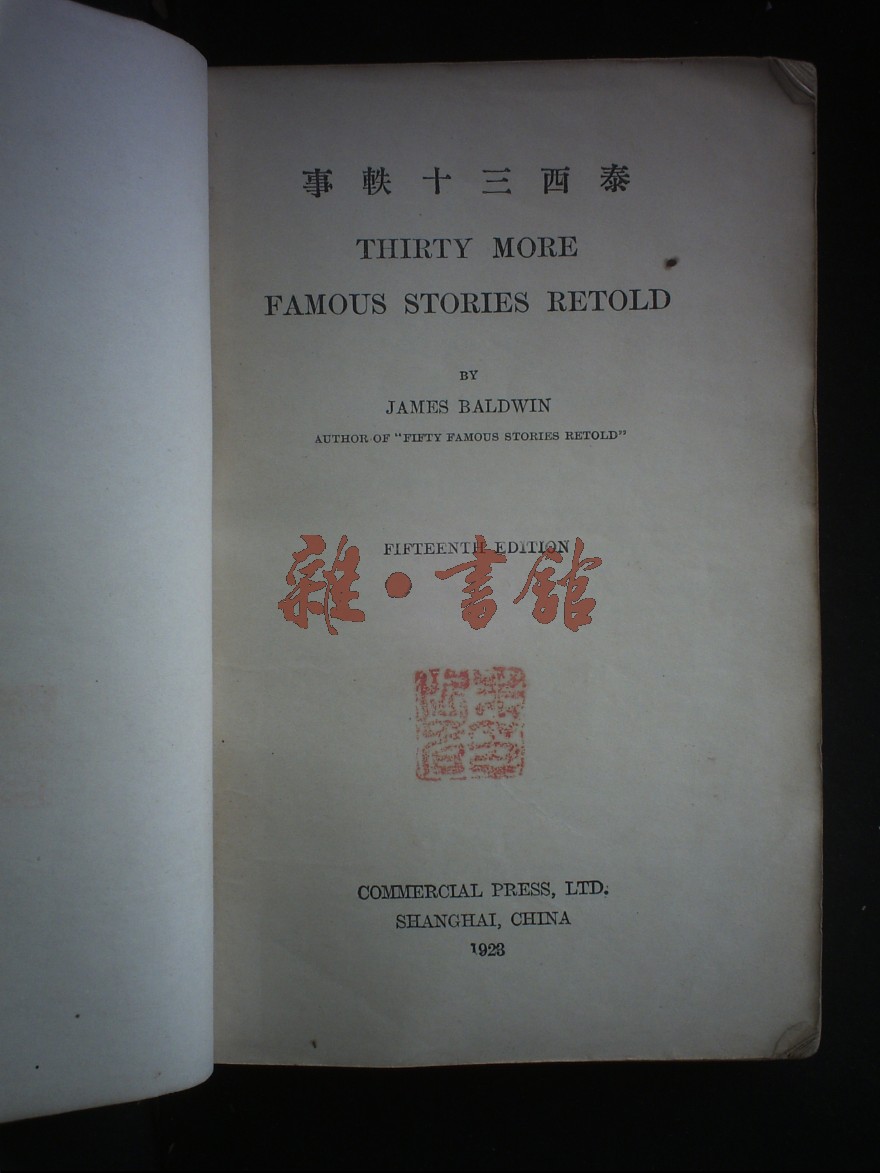 泰西三十軼事
THIRTY MORE
FAMOUS STORIES RETOLD
BY
JAMES BALDWIN
AUTHOR OF "FIFTY FAMOUS STORIES RETOLD"
FIFTEENTH EDITION
雜·書館
COMMERCIAL PRESS, LTD.
SHANGHAI, CHINA
1923